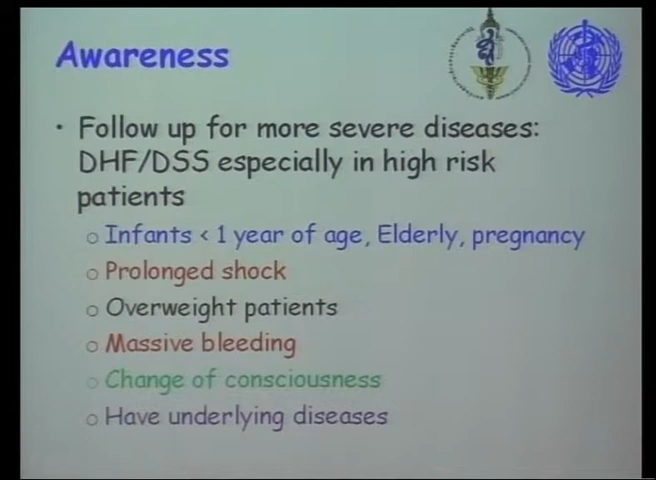 Awareness
• Follow up for more severe diseases:
DHF/DSS especially in high risk
patients
o Infants < 1 year of age, Elderly, pregnancy
o Prolonged shock
o Overweight patients
o Massive bleeding
o Change of consciousness
o Have underlying diseases